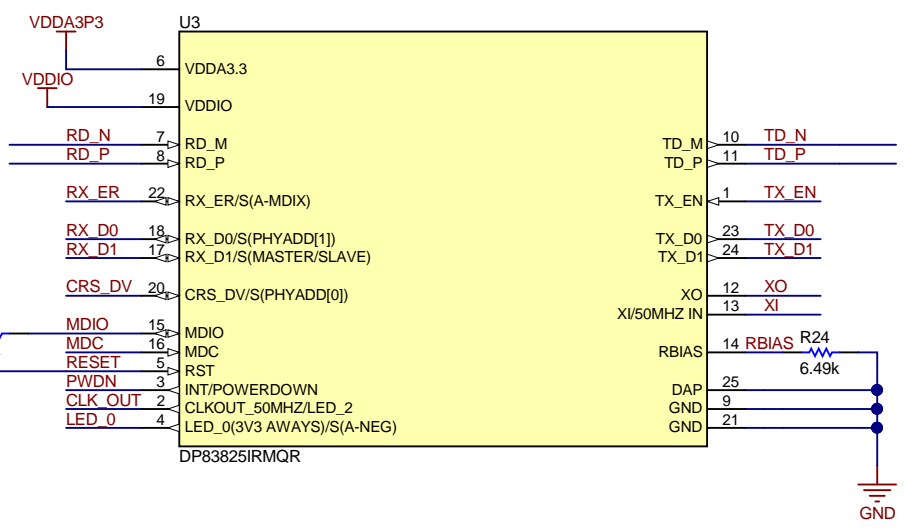 VDDA3P3
U3
6 VDDA3.3
VDDIO
19 VDDIO
RD_N 7 RD_M TD_M 10 TD_N
RD_P 8 RD_P TD_P 11 TD_P
RX_ER 22 RX_ER/S(A-MDIX) TX_EN 1 TX_EN
RX_D0 18 RX_D0/S(PHYADD[1]) TX_D0 23 TX_D0
RX_D1 17 RX_D1/S(MASTER/SLAVE) TX_D1 24 TX_D1
CRS_DV 20 CRS_DV/S(PHYADD[0]) XO 12 XO
XI/50MHZ IN 13 XI
MDIO 15 MDIO
MDC 16 MDC RBIAS 14 RBIAS R24
6.49k
RESET 5 RST
PWDN 3 INT/POWERDOWN DAP 25
CLK_OUT 2 CLKOUT_50MHZ/LED_2 GND 9
LED_0 4 LED_0(3V3 AWAYS)/S(A-NEG) GND 21
DP83825IRMQR
GND